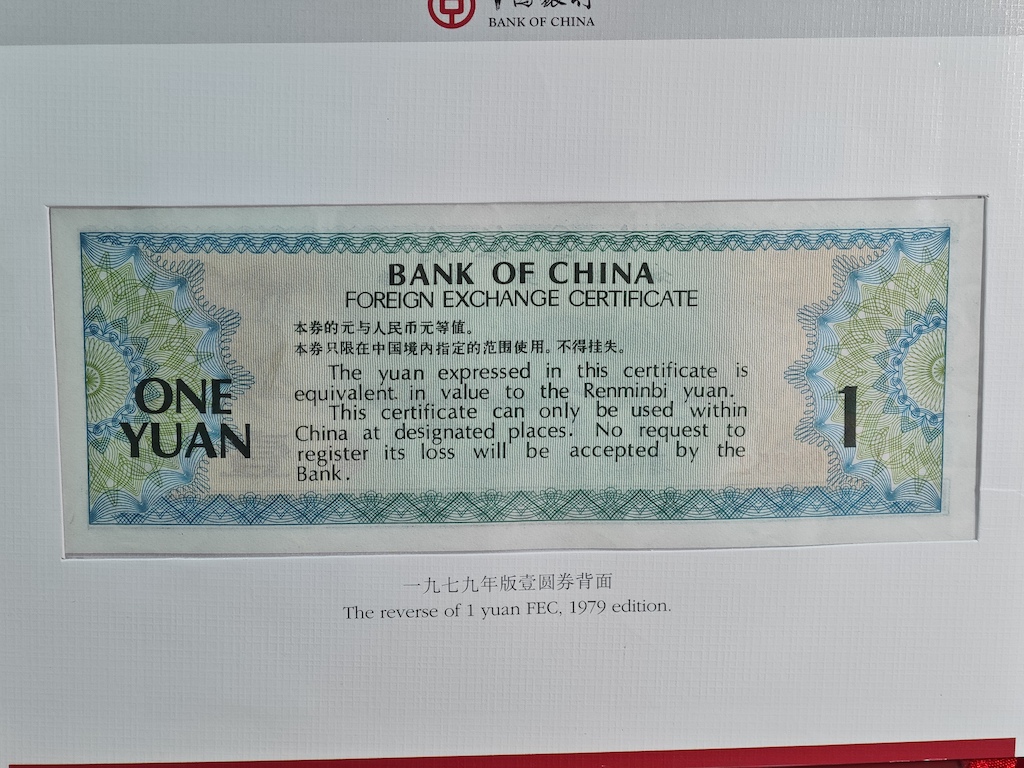 中国银行
BANK OF CHINA
BANK OF CHINA
FOREIGN EXCHANGE CERTIFICATE
本券的元与人民币元等值。
本券只限在中国境内指定的范围使用。不得挂失。
The yuan expressed in this certificate is
equivalent in value to the Renminbi yuan.
This certificate can only be used within
China at designated places. No request to
register its loss will be accepted by the
Bank.
ONE
YUAN
1
一九七九年版壹圆券背面
The reverse of 1 yuan FEC, 1979 edition.